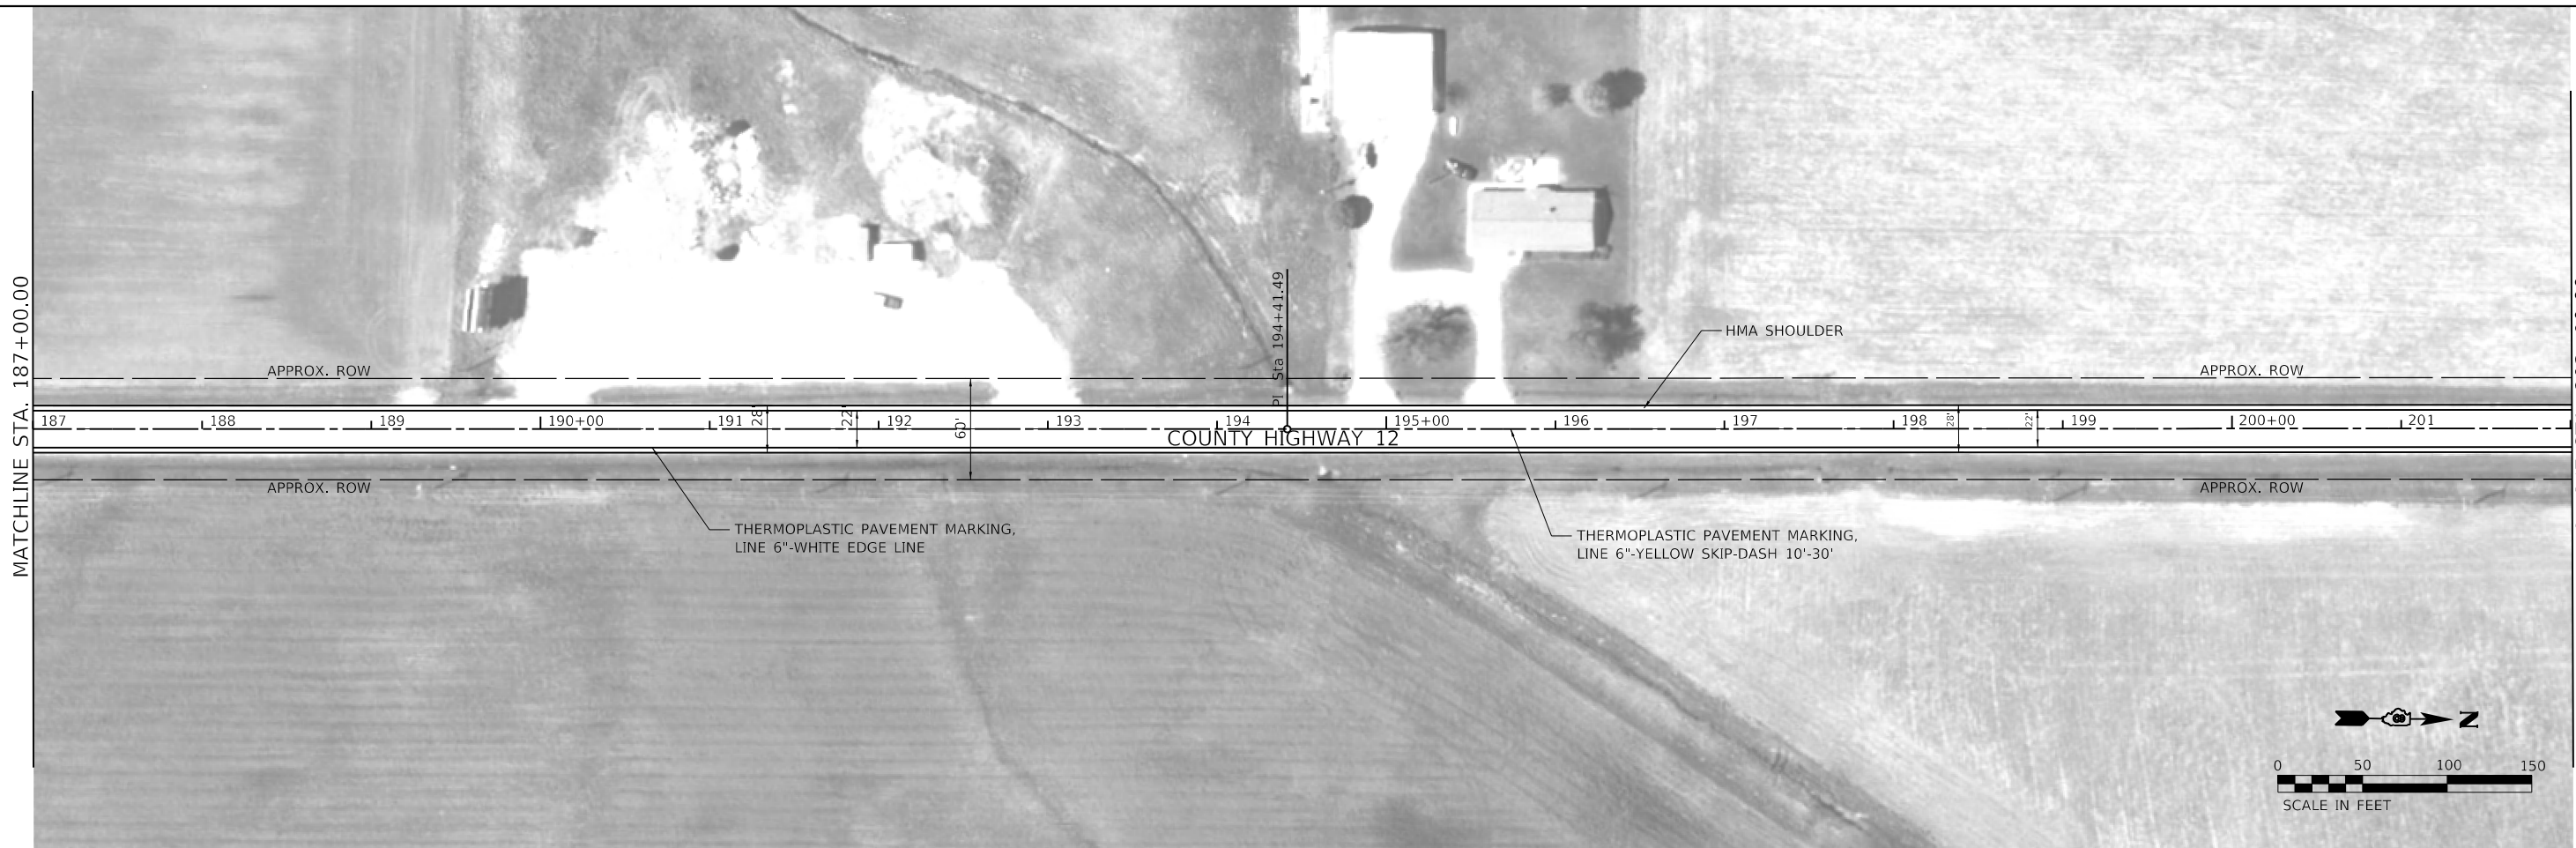 MATCHLINE STA. 187+00.00
PI Sta 194+41.49
HMA SHOULDER
APPROX. ROW
APPROX. ROW
187 188 189 190+00 191 192 193 194 195+00 196 197 198 199 200+00 201
28' 22' 60' 28' 22'
COUNTY HIGHWAY 12
APPROX. ROW
APPROX. ROW
THERMOPLASTIC PAVEMENT MARKING,
LINE 6"-WHITE EDGE LINE
THERMOPLASTIC PAVEMENT MARKING,
LINE 6"-YELLOW SKIP-DASH 10'-30'
N
0 50 100 150
SCALE IN FEET